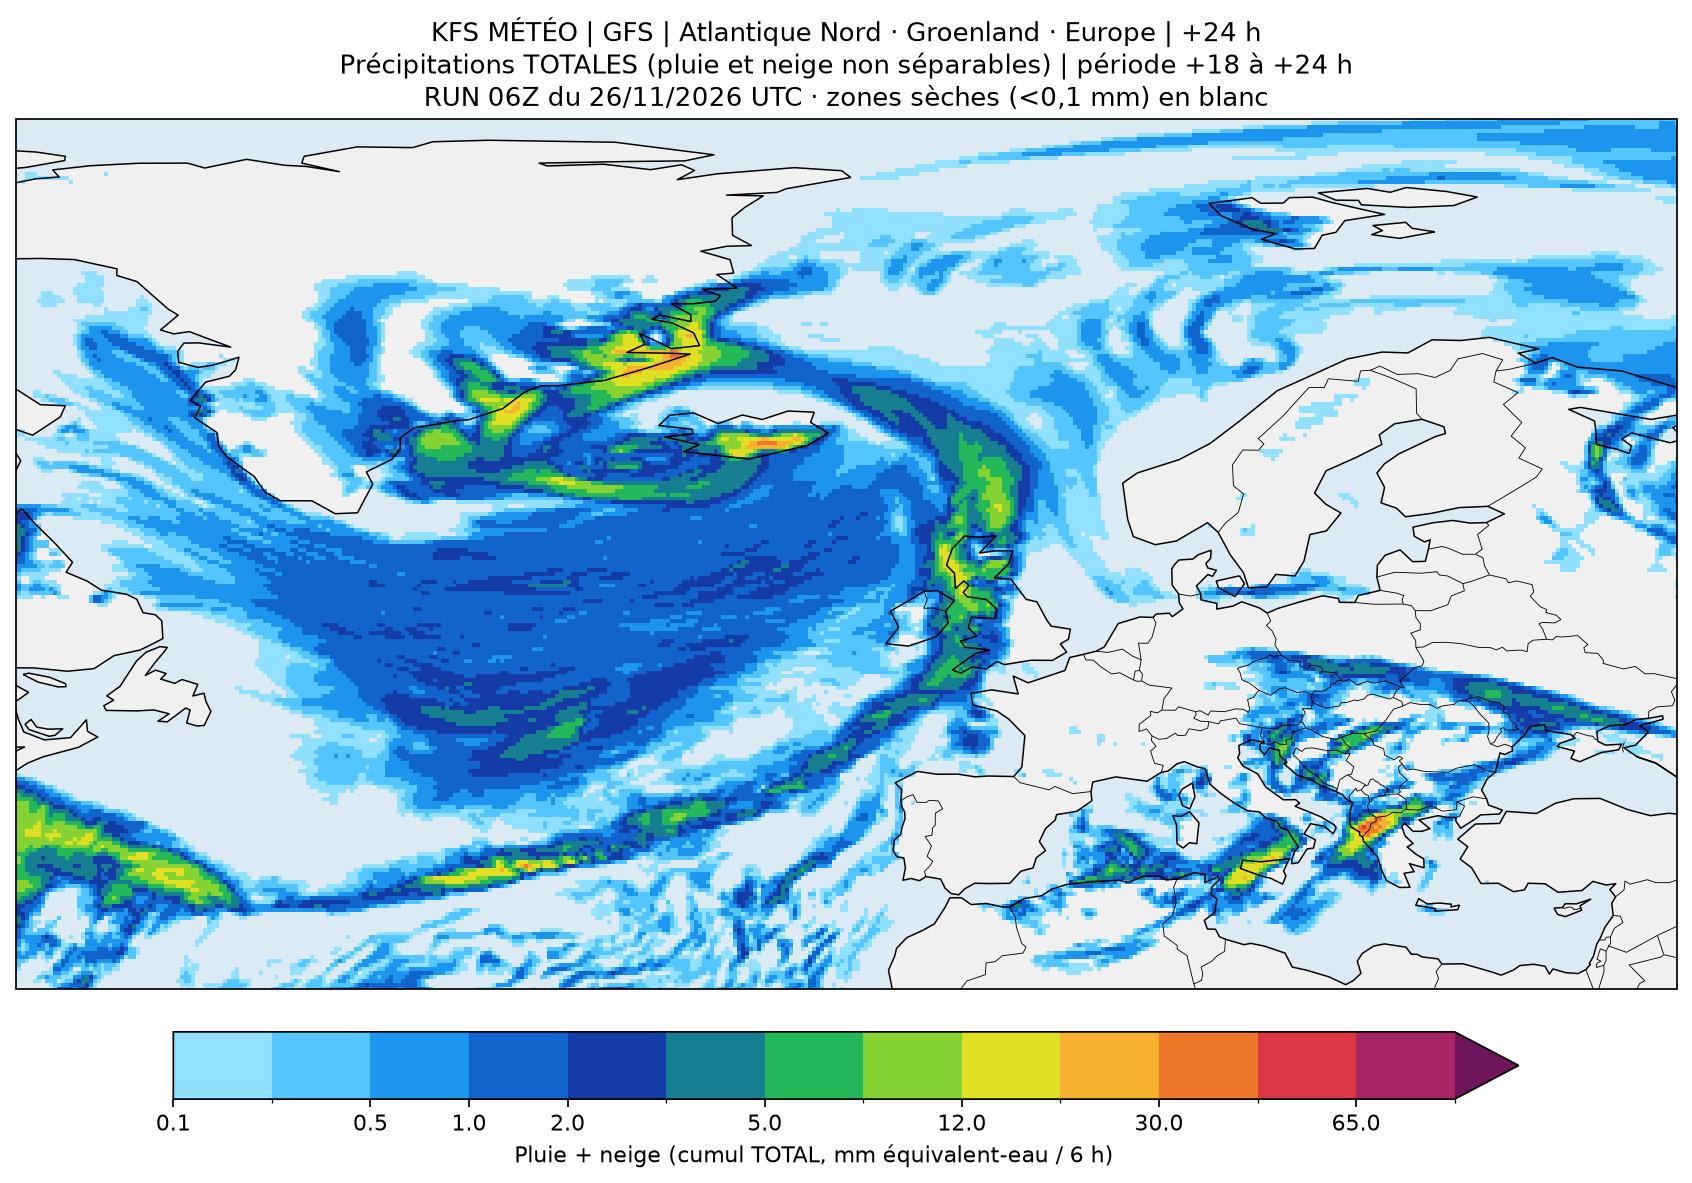 KFS MÉTÉO | GFS | Atlantique Nord · Groenland · Europe | +24 h
Précipitations TOTALES (pluie et neige non séparables) | période +18 à +24 h
RUN 06Z du 26/11/2026 UTC · zones sèches (<0,1 mm) en blanc
0.1 0.5 1.0 2.0 5.0 12.0 30.0 65.0
Pluie + neige (cumul TOTAL, mm équivalent-eau / 6 h)